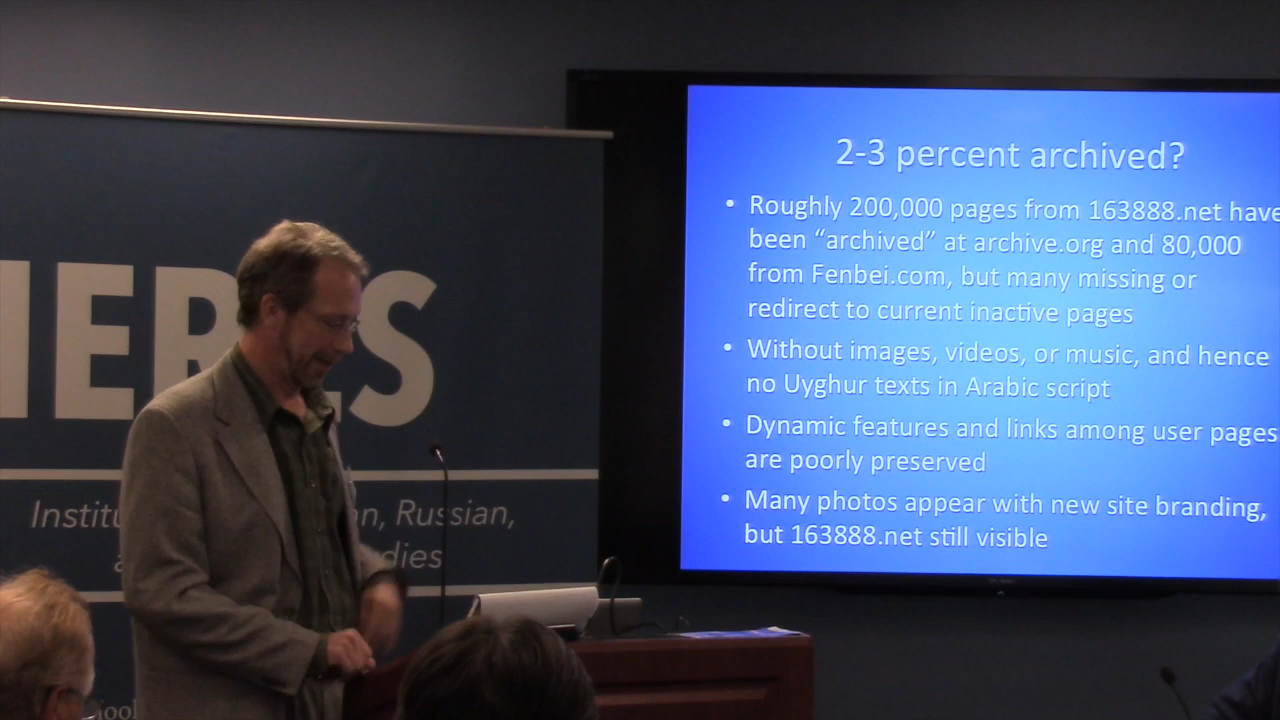 2-3 percent archived?
• Roughly 200,000 pages from 163888.net have
been “archived” at archive.org and 80,000
from Fenbei.com, but many missing or
redirect to current inactive pages
• Without images, videos, or music, and hence
no Uyghur texts in Arabic script
• Dynamic features and links among user pages
are poorly preserved
• Many photos appear with new site branding,
but 163888.net still visible
Russian,